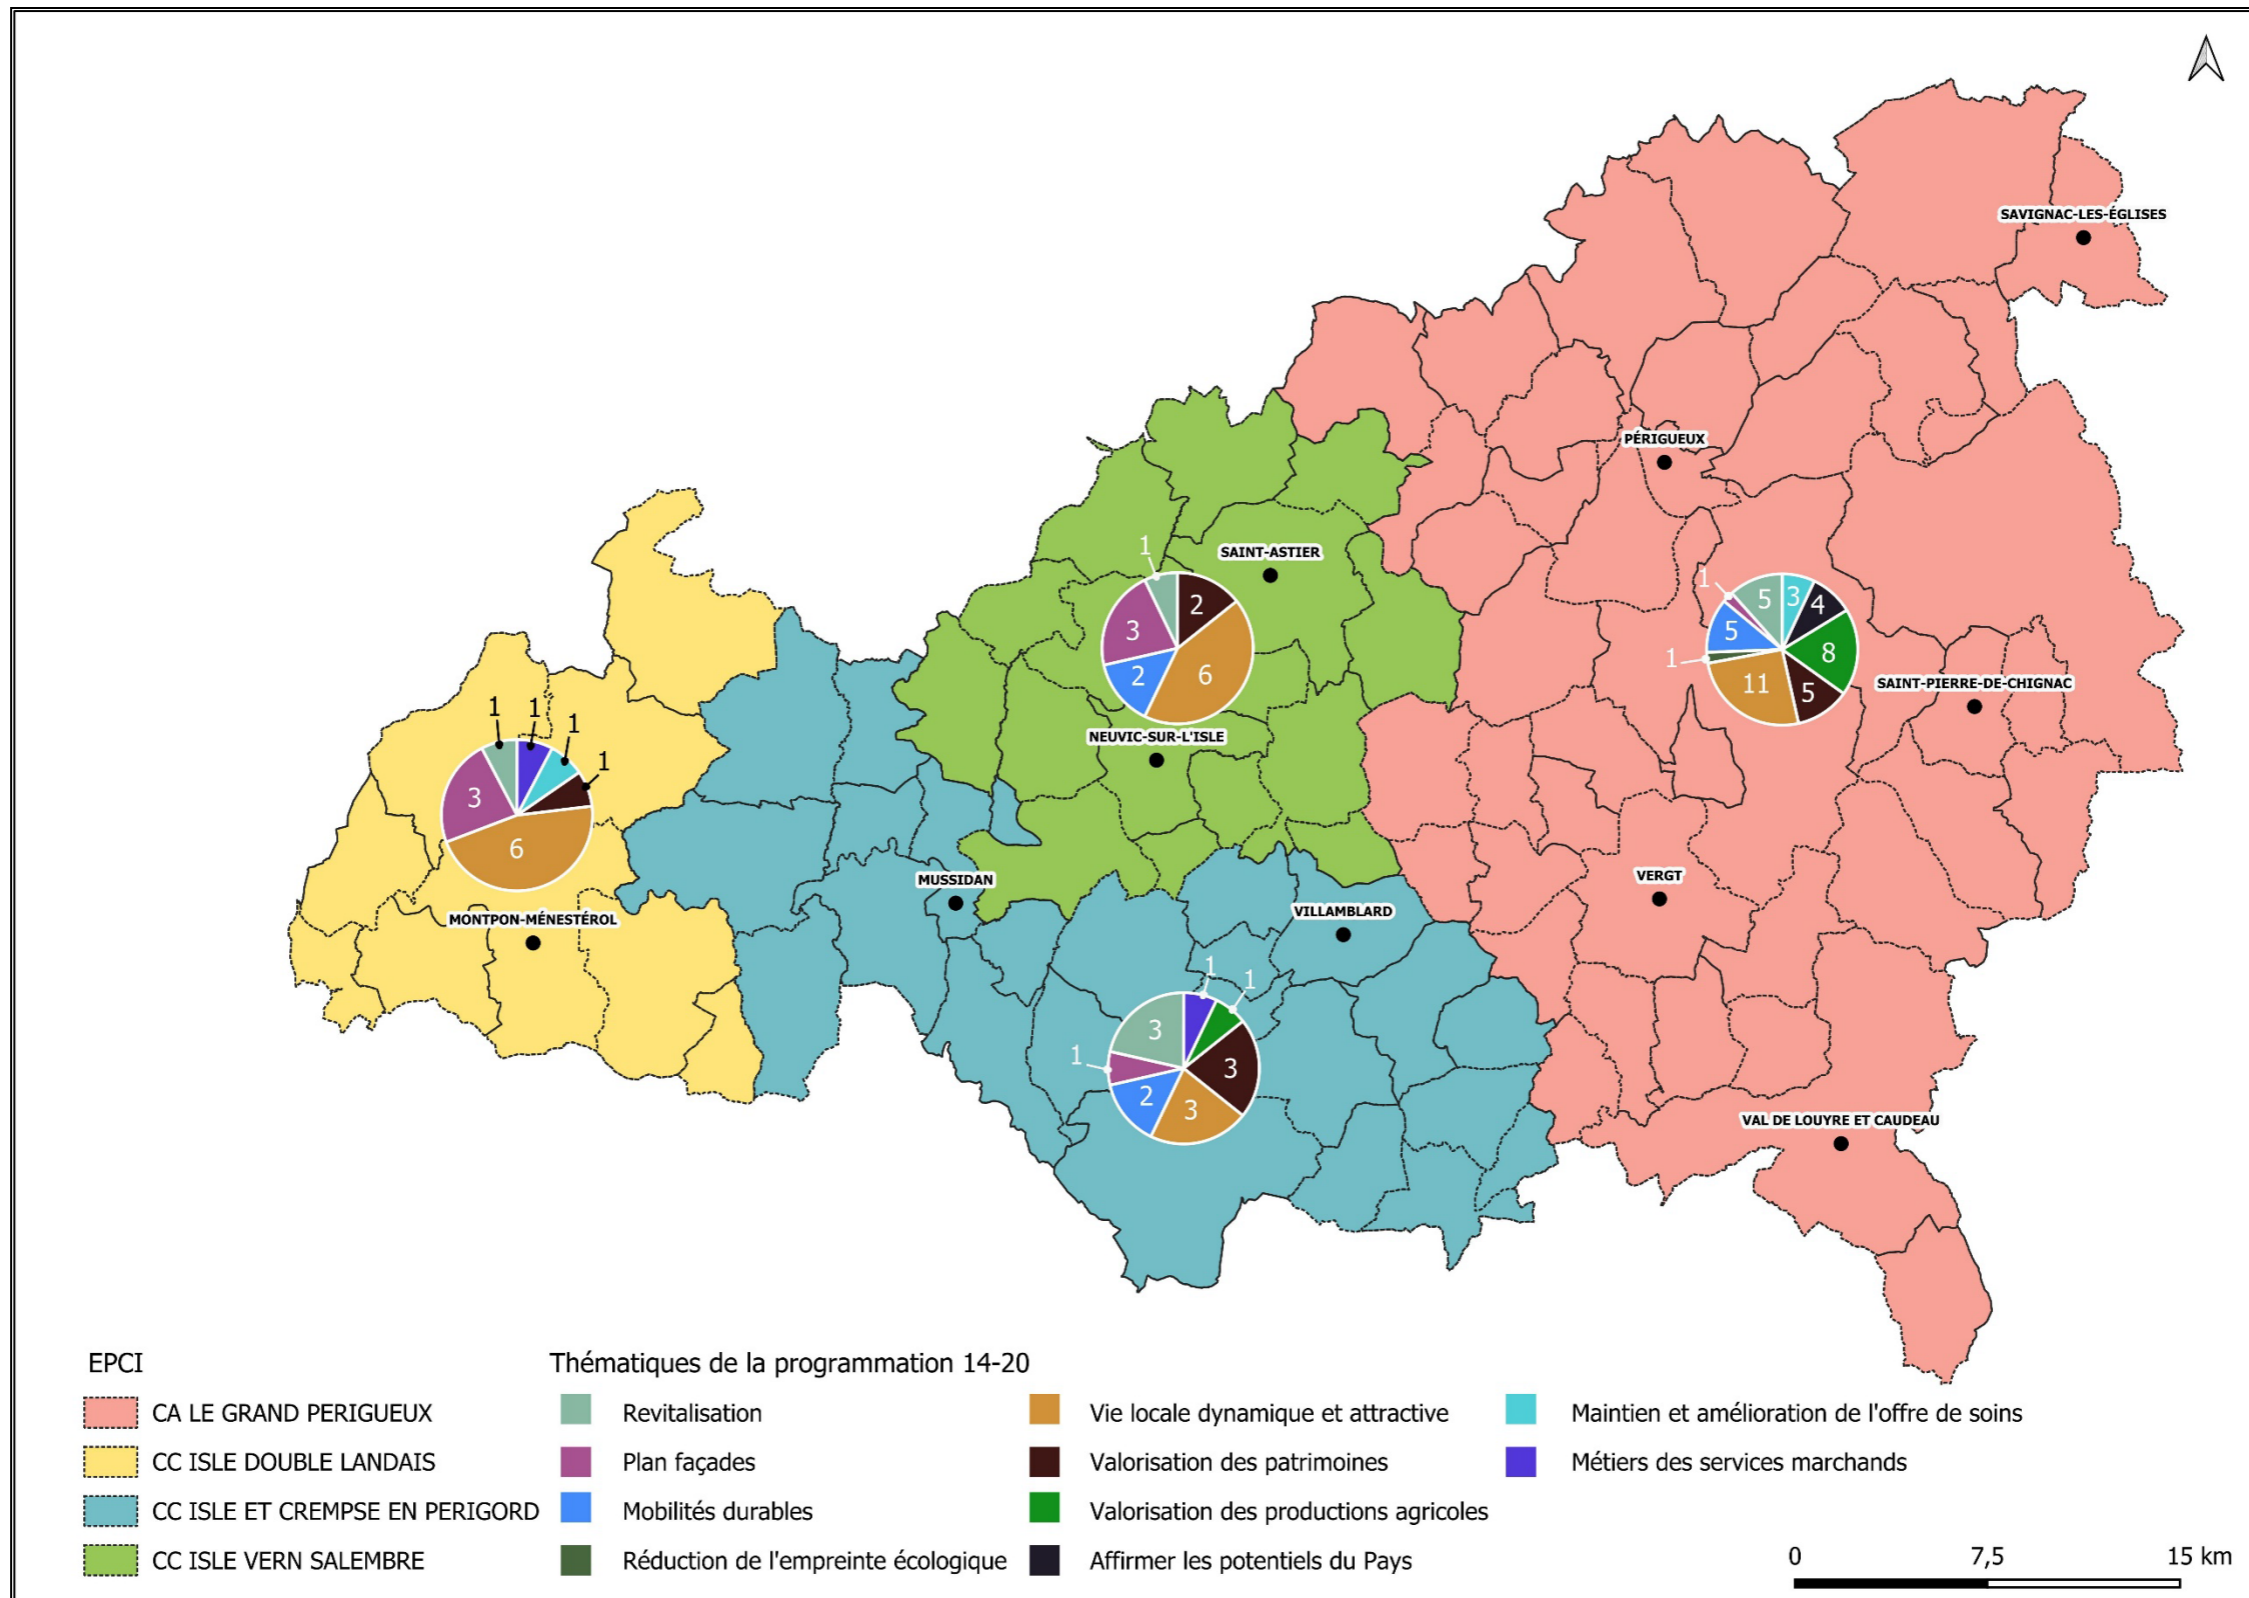 SAVIGNAC-LES-ÉGLISES
PÉRIGUEUX
SAINT-ASTIER
1
2
3
6
2
NEUVIC-SUR-L'ISLE
1
5
3
4
5
8
1
11
5
SAINT-PIERRE-DE-CHIGNAC
1
1
1
1
3
6
MONTPON-MÉNESTÉROL
MUSSIDAN
VILLAMBLARD
VERGT
1
1
3
1
3
2
3
VAL DE LOUYRE ET CAUDEAU
EPCI
CA LE GRAND PERIGUEUX
CC ISLE DOUBLE LANDAIS
CC ISLE ET CREMPSE EN PERIGORD
CC ISLE VERN SALEMBRE
Thématiques de la programmation 14-20
Revitalisation
Plan façades
Mobilités durables
Réduction de l'empreinte écologique
Vie locale dynamique et attractive
Valorisation des patrimoines
Valorisation des productions agricoles
Affirmer les potentiels du Pays
Maintien et amélioration de l'offre de soins
Métiers des services marchands
0 7,5 15 km